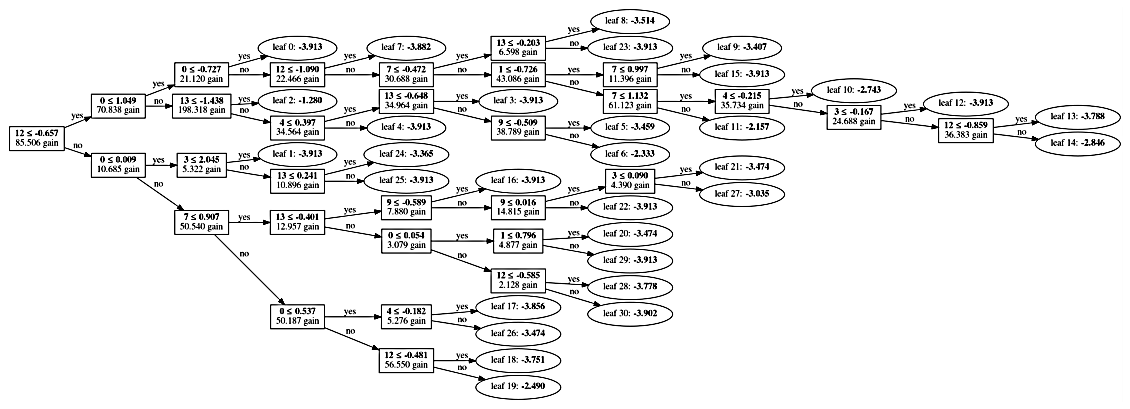 leaf 8: -3.514
yes
13 ≤ -0.203
6.598 gain
no
leaf 23: -3.913
leaf 0: -3.913
yes
0 ≤ -0.727
21.120 gain
no
leaf 7: -3.882
yes
12 ≤ -1.090
22.466 gain
no
yes
7 ≤ -0.472
30.688 gain
no
1 ≤ -0.726
43.086 gain
yes
no
leaf 9: -3.407
yes
7 ≤ 0.997
11.396 gain
no
leaf 15: -3.913
yes
0 ≤ 1.049
70.838 gain
no
13 ≤ -1.438
198.318 gain
yes
no
leaf 2: -1.280
13 ≤ -0.648
34.964 gain
yes
no
leaf 3: -3.913
7 ≤ 1.132
61.123 gain
yes
no
4 ≤ -0.215
35.734 gain
yes
no
leaf 10: -2.743
leaf 11: -2.157
3 ≤ -0.167
24.688 gain
yes
no
leaf 12: -3.913
12 ≤ -0.859
36.383 gain
yes
no
leaf 13: -3.788
leaf 14: -2.846
4 ≤ 0.397
34.564 gain
yes
no
leaf 4: -3.913
9 ≤ -0.509
38.789 gain
yes
no
leaf 5: -3.459
leaf 6: -2.333
12 ≤ -0.657
85.506 gain
yes
no
0 ≤ 0.009
10.685 gain
yes
no
3 ≤ 2.045
5.322 gain
yes
no
leaf 1: -3.913
13 ≤ 0.241
10.896 gain
yes
no
leaf 24: -3.365
leaf 25: -3.913
7 ≤ 0.907
50.540 gain
yes
no
13 ≤ -0.401
12.957 gain
yes
no
9 ≤ -0.589
7.880 gain
yes
no
leaf 16: -3.913
9 ≤ 0.016
14.815 gain
yes
no
3 ≤ 0.090
4.390 gain
yes
no
leaf 21: -3.474
leaf 27: -3.035
leaf 22: -3.913
0 ≤ 0.054
3.079 gain
yes
no
1 ≤ 0.796
4.877 gain
yes
no
leaf 20: -3.474
leaf 29: -3.913
12 ≤ -0.585
2.128 gain
yes
no
leaf 28: -3.778
leaf 30: -3.902
0 ≤ 0.537
50.187 gain
yes
no
4 ≤ -0.182
5.276 gain
yes
no
leaf 17: -3.856
leaf 26: -3.474
12 ≤ -0.481
56.550 gain
yes
no
leaf 18: -3.751
leaf 19: -2.490